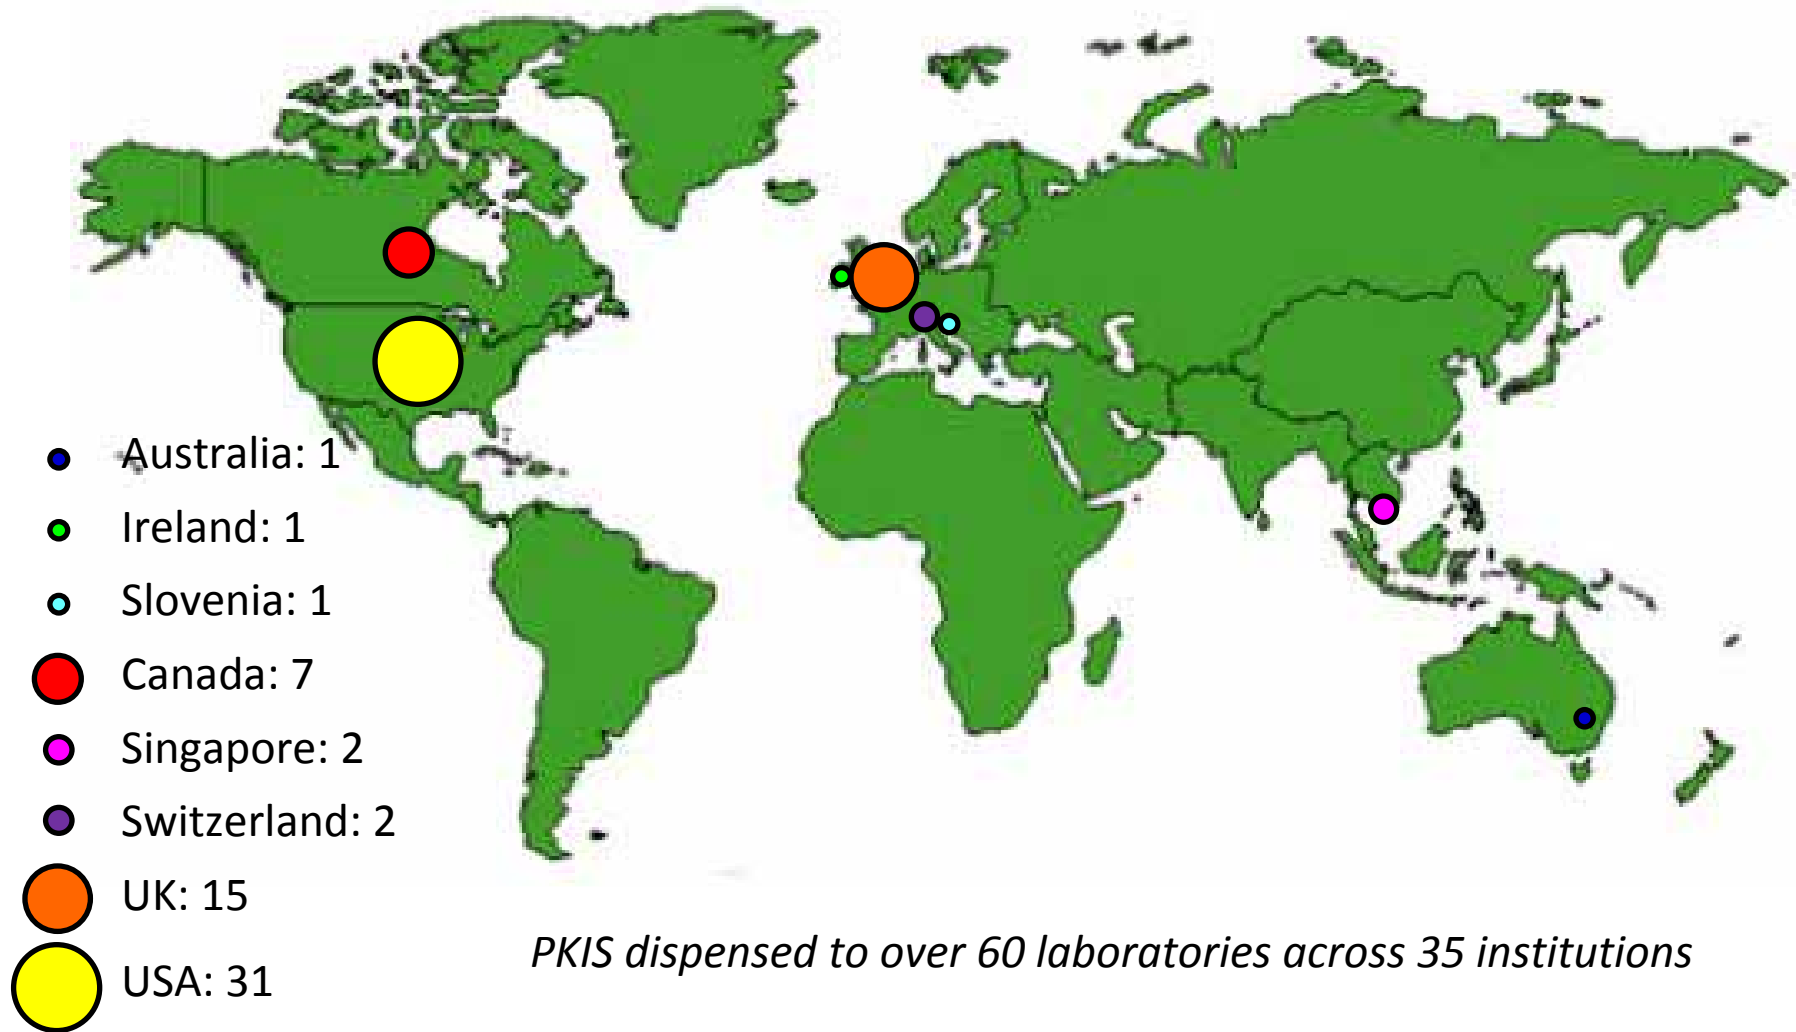 Australia: 1
Ireland: 1
Slovenia: 1
Canada: 7
Singapore: 2
Switzerland: 2
UK: 15
USA: 31
PKIS dispensed to over 60 laboratories across 35 institutions